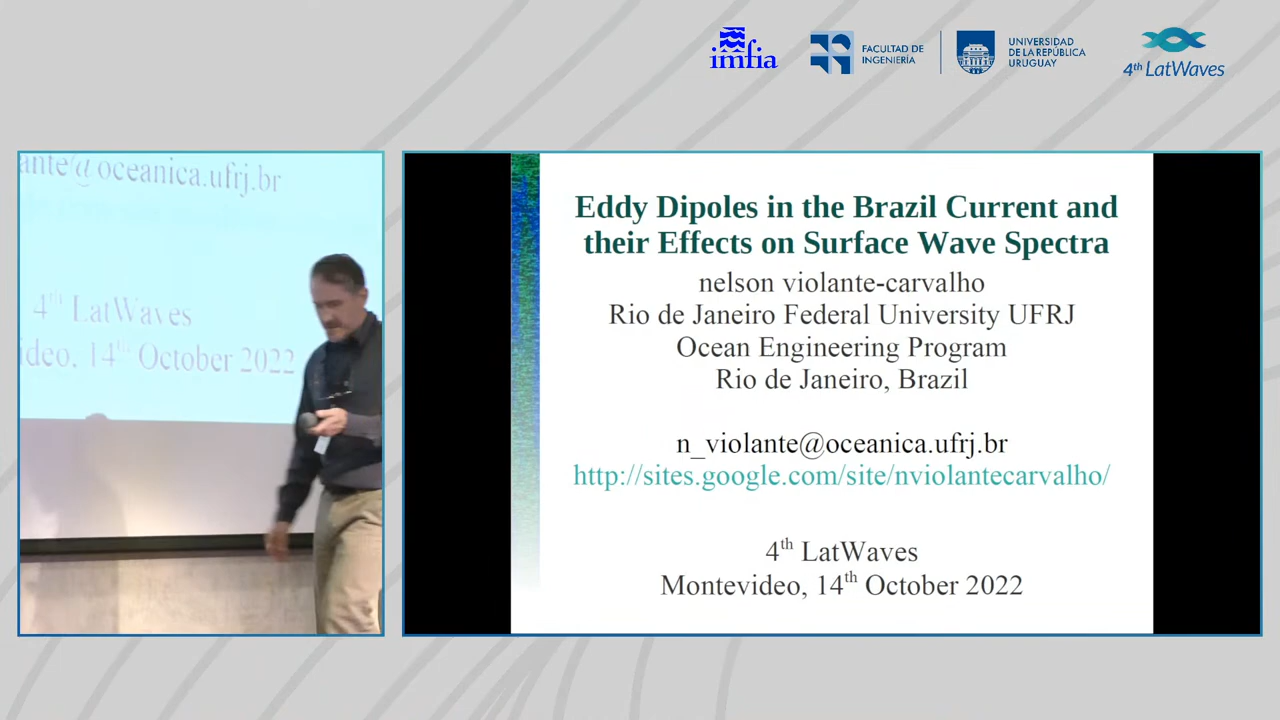 imfia
FACULTAD DE
INGENIERÍA
UNIVERSIDAD
DE LA REPÚBLICA
URUGUAY
4th LatWaves
ante@oceanica.ufrj.br
4th LatWaves
ideo, 14th October 2022
Eddy Dipoles in the Brazil Current and
their Effects on Surface Wave Spectra
nelson violante-carvalho
Rio de Janeiro Federal University UFRJ
Ocean Engineering Program
Rio de Janeiro, Brazil
n_violante@oceanica.ufrj.br
http://sites.google.com/site/nviolantecarvalho/
4th LatWaves
Montevideo, 14th October 2022